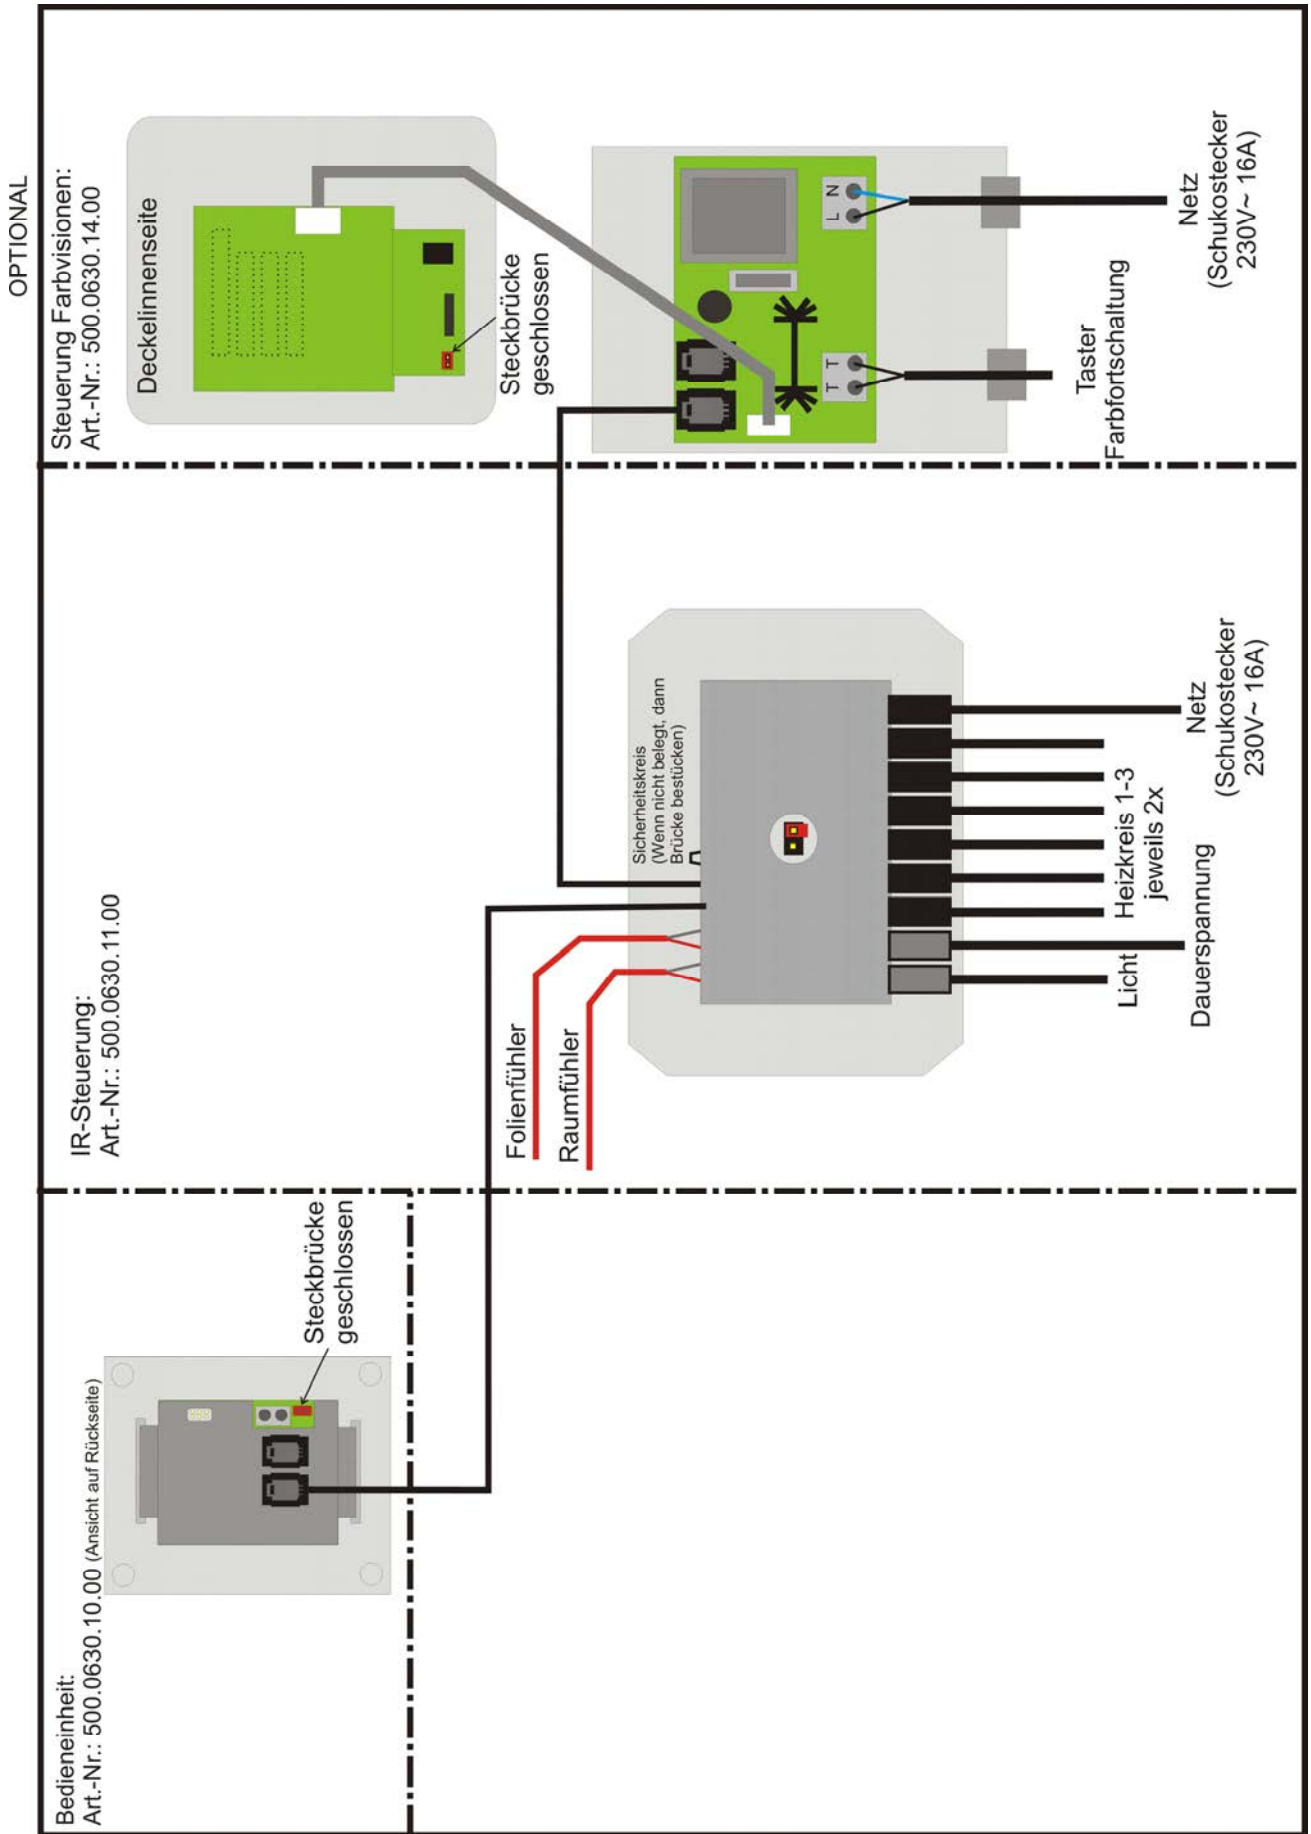 OPTIONAL
Bedieneinheit:
Art.-Nr.: 500.0630.10.00 (Ansicht auf Rückseite)
Steckbrücke
geschlossen
IR-Steuerung:
Art.-Nr.: 500.0630.11.00
Folienfühler
Raumfühler
Sicherheitskreis
(Wenn nicht belegt, dann
Brücke bestücken)
Licht
Dauerspannung
Heizkreis 1-3
jeweils 2x
Netz
(Schukostecker
230V~ 16A)
Steuerung Farbvisionen:
Art.-Nr.: 500.0630.14.00
Deckelinnenseite
Steckbrücke
geschlossen
T T
L N
Taster
Farbfortschaltung
Netz
(Schukostecker
230V~ 16A)